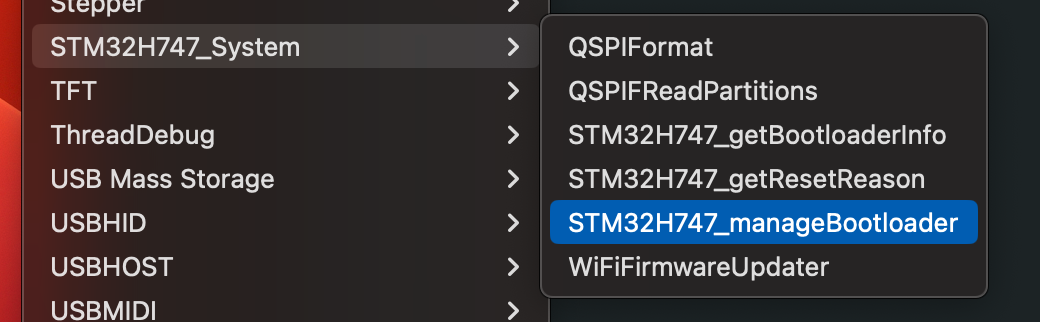 Stepper
STM32H747_System
TFT
ThreadDebug
USB Mass Storage
USBHID
USBHOST
USBMIDI
QSPIFormat
QSPIFReadPartitions
STM32H747_getBootloaderInfo
STM32H747_getResetReason
STM32H747_manageBootloader
WiFiFirmwareUpdater